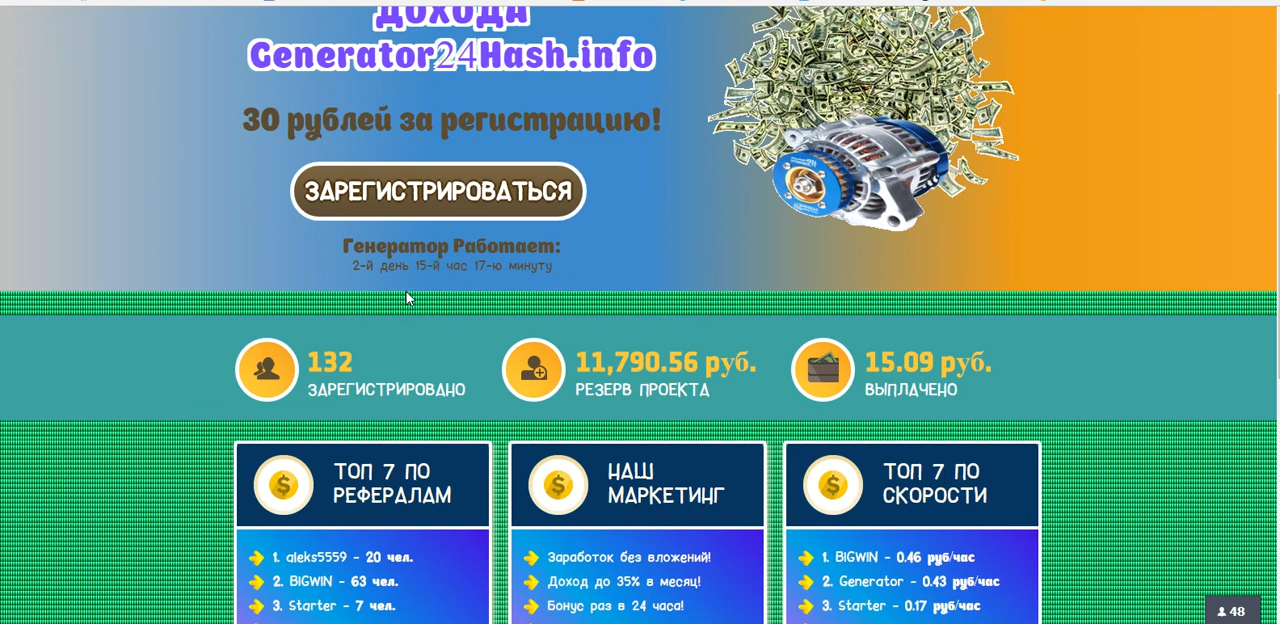 ДОХОДА
Generator24Hash.info
30 рублей за регистрацию!
ЗАРЕГИСТРИРОВАТЬСЯ
Генератор Работает:
2-й день 15-й час 17-ю минуту
132
ЗАРЕГИСТРИРОВАНО
11,790.56 руб.
РЕЗЕРВ ПРОЕКТА
15.09 руб.
ВЫПЛАЧЕНО
ТОП 7 ПО
РЕФЕРАЛАМ
1. aleks5559 - 20 чел.
2. BIGWIN - 63 чел.
3. Starter - 7 чел.
НАШ
МАРКЕТИНГ
Заработок без вложений!
Доход до 35% в месяц!
Бонус раз в 24 часа!
ТОП 7 ПО
СКОРОСТИ
1. BIGWIN - 0.46 руб/час
2. Generator - 0.43 руб/час
3. Starter - 0.17 руб/час
48